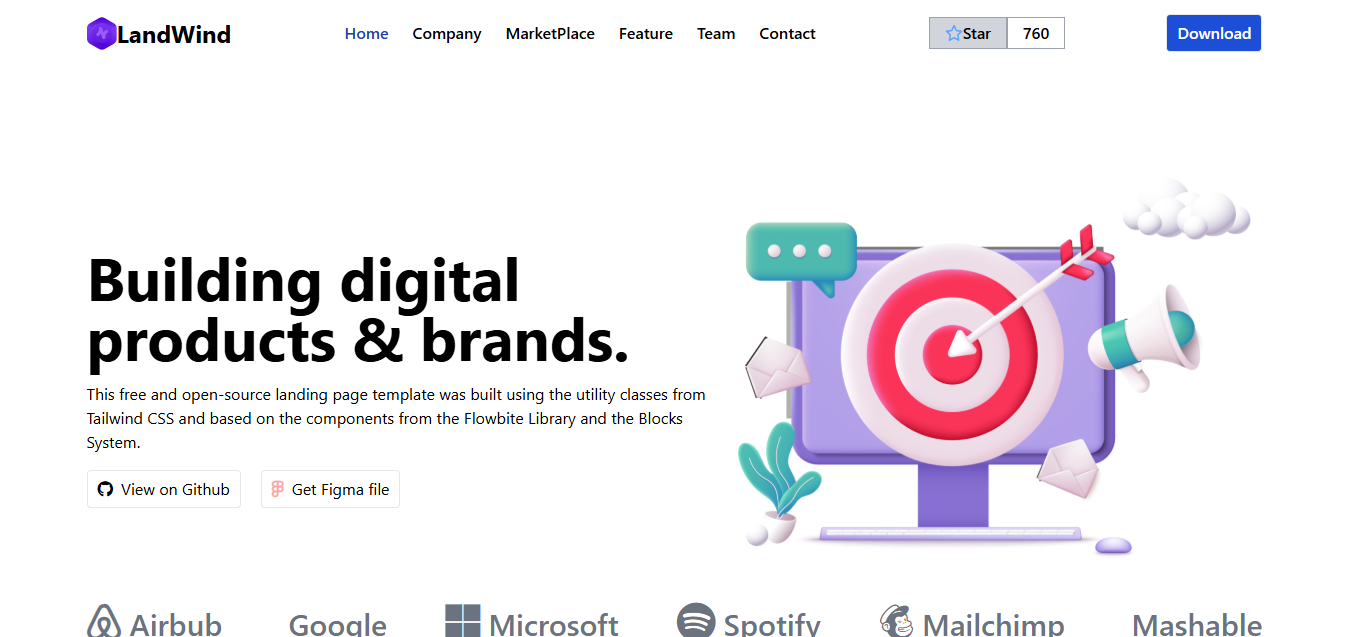 LandWind Home Company MarketPlace Feature Team Contact Star 760 Download
Building digital
products & brands.
This free and open-source landing page template was built using the utility classes from
Tailwind CSS and based on the components from the Flowbite Library and the Blocks
System.
View on Github Get Figma file
Airbub Google Microsoft Spotify Mailchimp Mashable